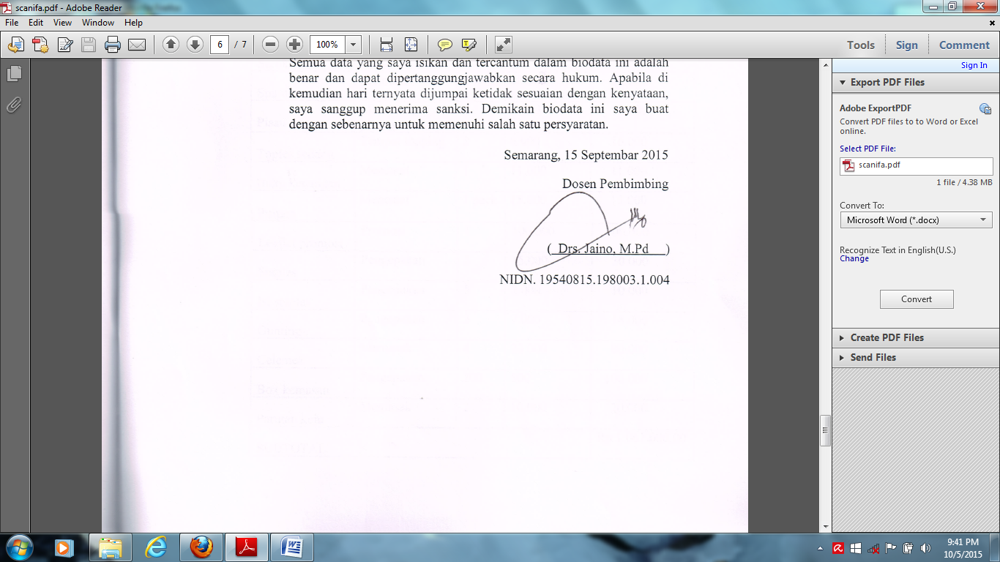 scanifa.pdf - Adobe Reader
File Edit View Window Help
6 / 7 100% Tools Sign Comment
Sign In
Export PDF Files
Adobe ExportPDF
Convert PDF files to to Word or Excel
online.
Select PDF File:
scanifa.pdf
1 file / 4.38 MB
Convert To:
Microsoft Word (*.docx)
Recognize Text in English(U.S.)
Change
Convert
Create PDF Files
Send Files
Semua data yang saya isikan dan tercantum dalam biodata ini adalah
benar dan dapat dipertanggungjawabkan secara hukum. Apabila di
kemudian hari ternyata dijumpai ketidak sesuaian dengan kenyataan,
saya sanggup menerima sanksi. Demikain biodata ini saya buat
dengan sebenarnya untuk memenuhi salah satu persyaratan.
Semarang, 15 Septembar 2015
Dosen Pembimbing
( Drs. Jaino, M.Pd )
NIDN. 19540815.198003.1.004
9:41 PM
10/5/2015